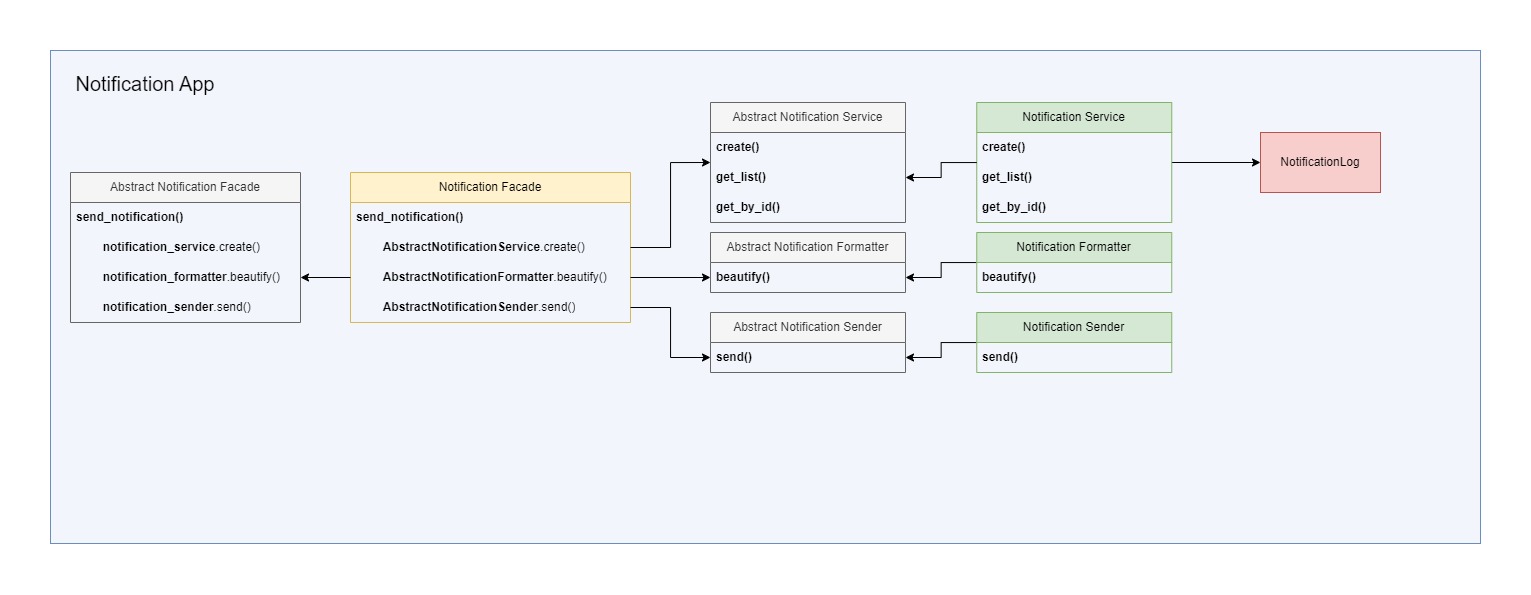 Notification App
Abstract Notification Facade
send_notification()
notification_service.create()
notification_formatter.beautify()
notification_sender.send()
Notification Facade
send_notification()
AbstractNotificationService.create()
AbstractNotificationFormatter.beautify()
AbstractNotificationSender.send()
Abstract Notification Service
create()
get_list()
get_by_id()
Abstract Notification Formatter
beautify()
Abstract Notification Sender
send()
Notification Service
create()
get_list()
get_by_id()
Notification Formatter
beautify()
Notification Sender
send()
NotificationLog